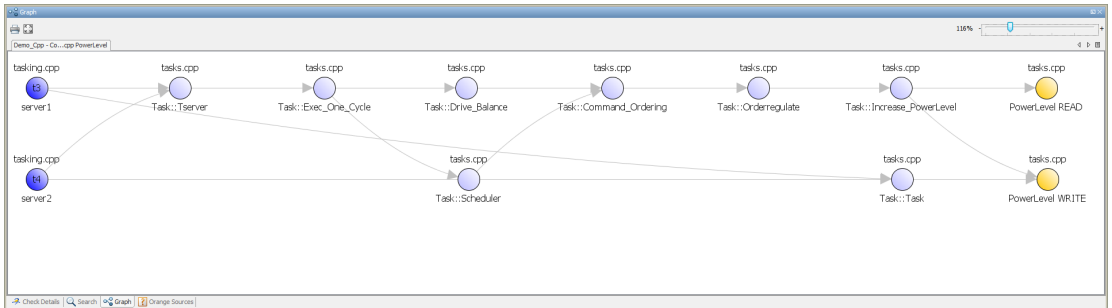 Graph
116%
Demo_Cpp - Co...cpp PowerLevel
tasking.cpp
t3
server1
tasks.cpp
Task::Tserver
tasks.cpp
Task::Exec_One_Cycle
tasks.cpp
Task::Drive_Balance
tasks.cpp
Task::Command_Ordering
tasks.cpp
Task::Orderregulate
tasks.cpp
Task::Increase_PowerLevel
tasks.cpp
PowerLevel READ
tasking.cpp
t4
server2
tasks.cpp
Task::Scheduler
tasks.cpp
Task::Task
tasks.cpp
PowerLevel WRITE
Check Details
Search
Graph
Orange Sources